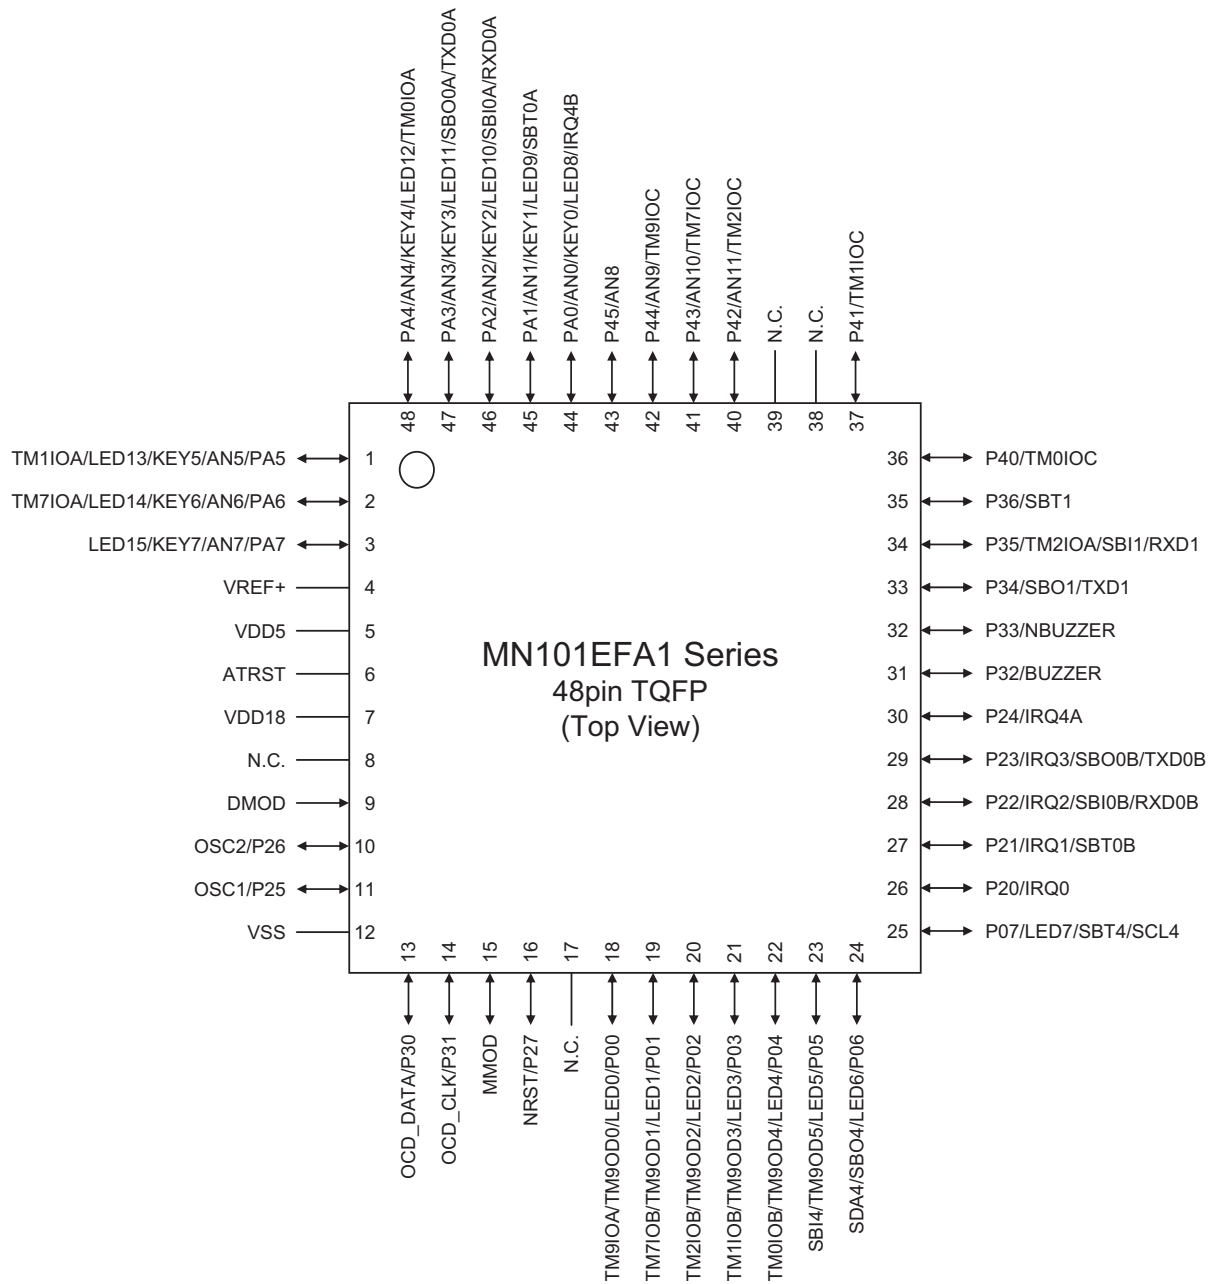 PA4/AN4/KEY4/LED12/TM0IOA
PA3/AN3/KEY3/LED11/SBO0A/TXD0A
PA2/AN2/KEY2/LED10/SBI0A/RXD0A
PA1/AN1/KEY1/LED9/SBT0A
PA0/AN0/KEY0/LED8/IRQ4B
P45/AN8
P44/AN9/TM9IOC
P43/AN10/TM7IOC
P42/AN11/TM2IOC
N.C.
N.C.
P41/TM1IOC
48
47
46
45
44
43
42
41
40
39
38
37
TM1IOA/LED13/KEY5/AN5/PA5 1
TM7IOA/LED14/KEY6/AN6/PA6 2
LED15/KEY7/AN7/PA7 3
VREF+ 4
VDD5 5
ATRST 6
VDD18 7
N.C. 8
DMOD 9
OSC2/P26 10
OSC1/P25 11
VSS 12
MN101EFA1 Series
48pin TQFP
(Top View)
36 P40/TM0IOC
35 P36/SBT1
34 P35/TM2IOA/SBI1/RXD1
33 P34/SBO1/TXD1
32 P33/NBUZZER
31 P32/BUZZER
30 P24/IRQ4A
29 P23/IRQ3/SBO0B/TXD0B
28 P22/IRQ2/SBI0B/RXD0B
27 P21/IRQ1/SBT0B
26 P20/IRQ0
25 P07/LED7/SBT4/SCL4
13
14
15
16
17
18
19
20
21
22
23
24
OCD_DATA/P30
OCD_CLK/P31
MMOD
NRST/P27
N.C.
TM9IOA/TM9OD0/LED0/P00
TM7IOB/TM9OD1/LED1/P01
TM2IOB/TM9OD2/LED2/P02
TM1IOB/TM9OD3/LED3/P03
TM0IOB/TM9OD4/LED4/P04
SBI4/TM9OD5/LED5/P05
SDA4/SBO4/LED6/P06